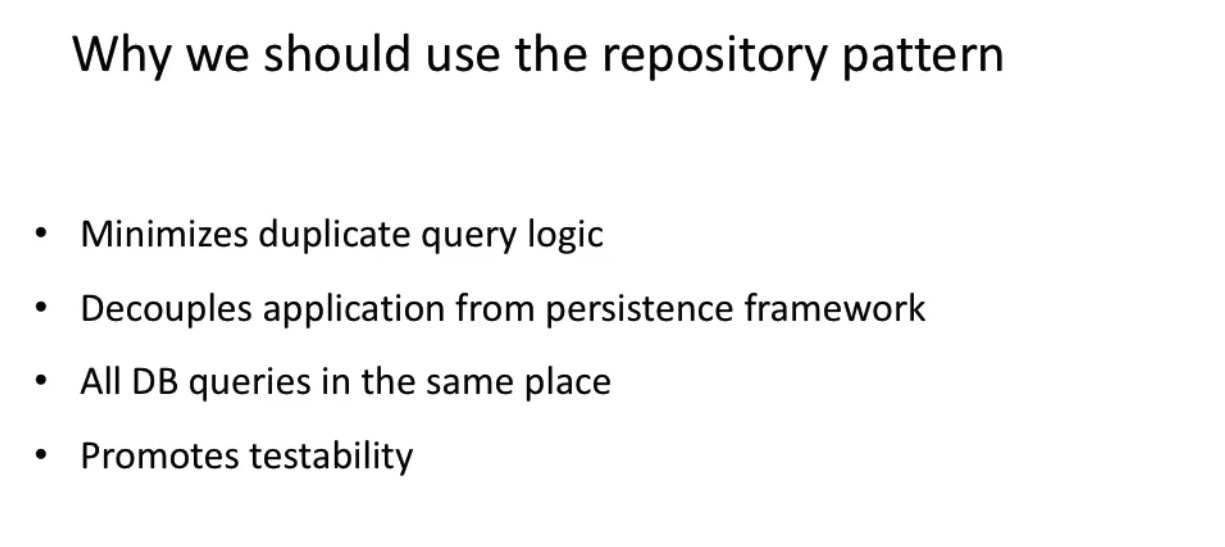 Why we should use the repository pattern
• Minimizes duplicate query logic
• Decouples application from persistence framework
• All DB queries in the same place
• Promotes testability